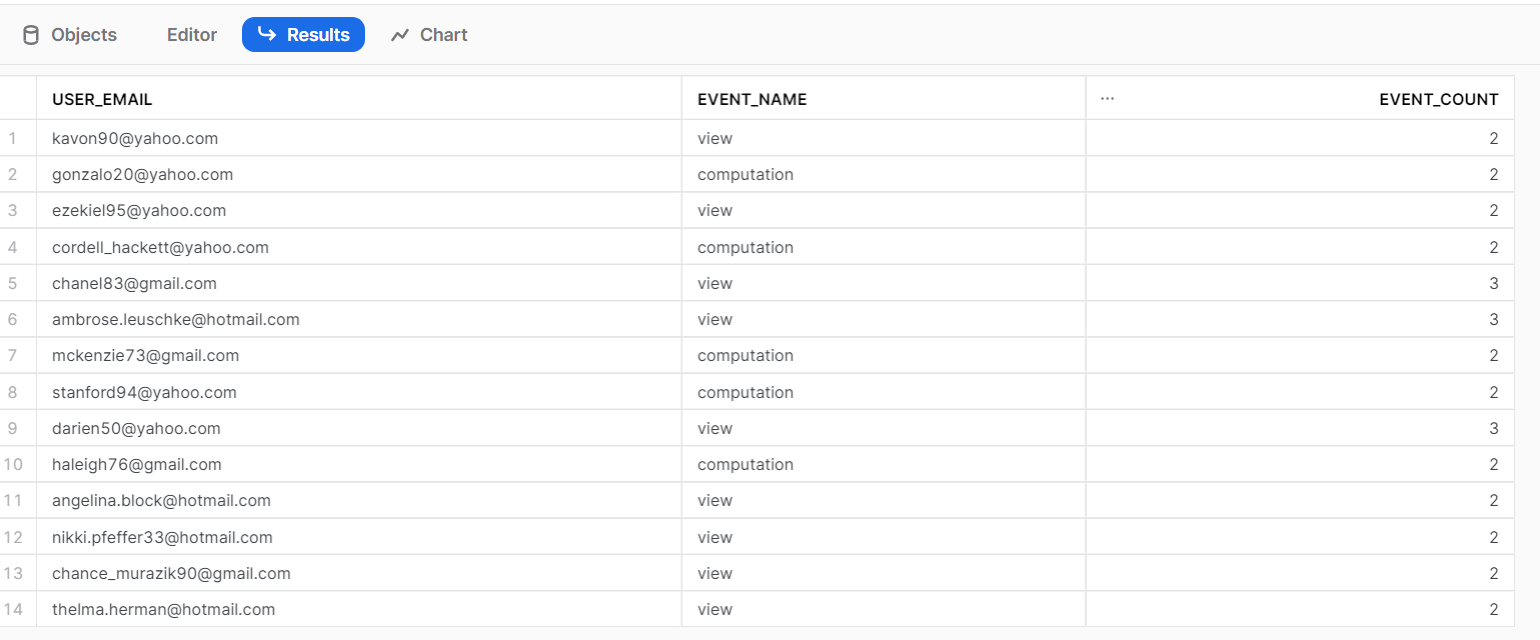 Objects Editor Results Chart
USER_EMAIL EVENT_NAME ... EVENT_COUNT
1 kavon90@yahoo.com view 2
2 gonzalo20@yahoo.com computation 2
3 ezekiel95@yahoo.com view 2
4 cordell_hackett@yahoo.com computation 2
5 chanel83@gmail.com view 3
6 ambrose.leuschke@hotmail.com view 3
7 mckenzie73@gmail.com computation 2
8 stanford94@yahoo.com computation 2
9 darien50@yahoo.com view 3
10 haleigh76@gmail.com computation 2
11 angelina.block@hotmail.com view 2
12 nikki.pfeffer33@hotmail.com view 2
13 chance_murazik90@gmail.com view 2
14 thelma.herman@hotmail.com view 2